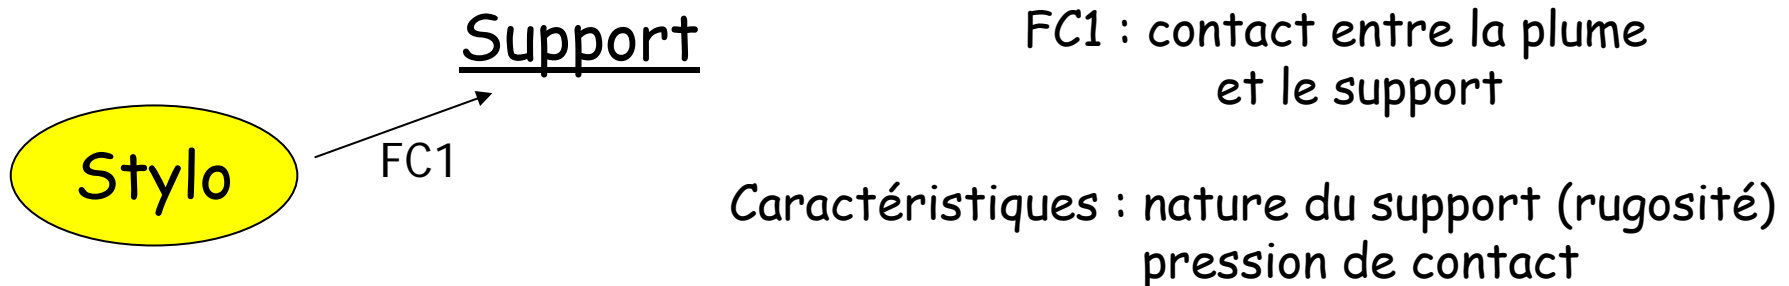 Support
Stylo
FC1
FC1 : contact entre la plume
et le support
Caractéristiques : nature du support (rugosité)
pression de contact